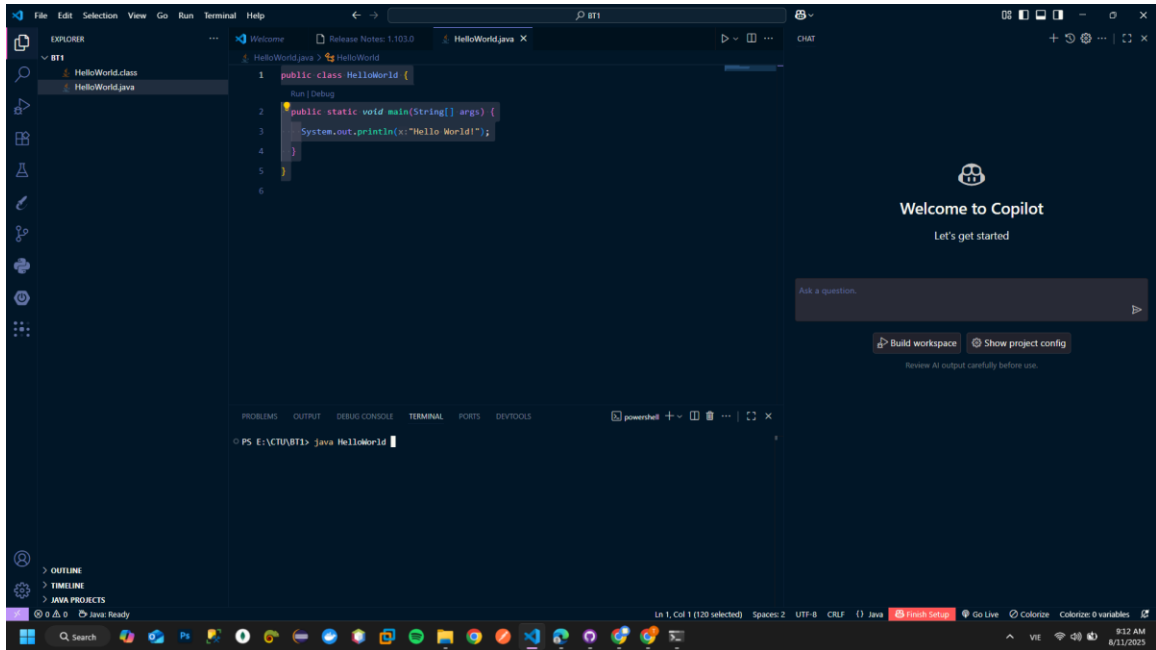 File Edit Selection View Go Run Terminal Help
BT1
EXPLORER
BT1
HelloWorld.class
HelloWorld.java
OUTLINE
TIMELINE
JAVA PROJECTS
Welcome Release Notes: 1.103.0 HelloWorld.java
HelloWorld.java > HelloWorld
1 public class HelloWorld {
Run | Debug
2 public static void main(String[] args) {
3 System.out.println(x:"Hello World!");
4 }
5 }
6
PROBLEMS OUTPUT DEBUG CONSOLE TERMINAL PORTS DEVTOOLS
powershell
PS E:\CTU\BT1> java HelloWorld
CHAT
Welcome to Copilot
Let's get started
Ask a question.
Build workspace Show project config
Review AI output carefully before use.
0 0 Java: Ready
Ln 1, Col 1 (120 selected) Spaces: 2 UTF-8 CRLF {} Java Finish Setup Go Live Colorize Colorize: 0 variables
Search
Ps
VIE
9:12 AM
8/11/2025